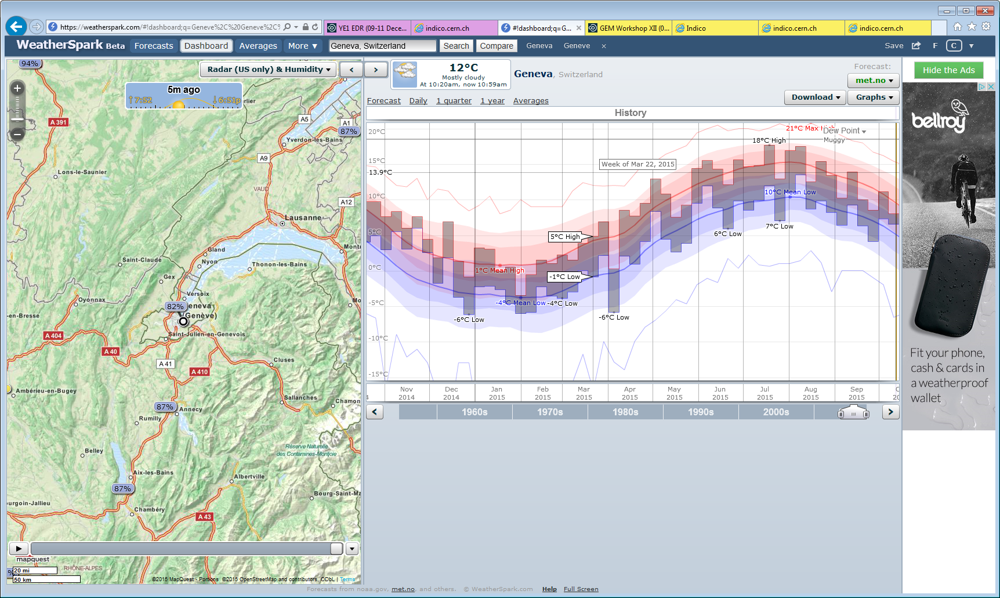 https://weatherspark.com/#!dashboard;q=Geneve%2C%20Geneve%2C%
YE1 EDR (09-11 Dece...
indico.cern.ch
#!dashboard;q=G...
GEM Workshop XII (0...
Indico
indico.cern.ch
indico.cern.ch
WeatherSpark Beta
Forecasts
Dashboard
Averages
More
Geneva, Switzerland
Search
Compare
Geneva
Geneve
×
Save
F
C
94%
Radar (US only) & Humidity
<
>
5m ago
7:52
6:51p
rlier
A 391
A5
A1
87%
Yverdon-les-Bains
A9
Lons-le-Saunier
VAUD
A12
Lausanne
Gland
Montr
Saint-Claude
Nyon
Thonon-les-Bains
Gex
Oyonnax
Versoix
82%
eneva
(Genève)
Mo
-en-Bresse
A 404
Saint-Julien-en-Genevois
A 40
A 41
A 410
Cluses
Ambérieu-en-Bugey
Sallanches
Chamon
87%
Annecy
Rumilly
Belley
Réserve Naturelle
des Contamines-Montjoie
Aix-les-Bains
Albertville
87%
Bourg-Saint-Ma
urgoin-Jallieu
Chambéry
A 43
mapquest
RHÔNE-ALPES
%
20 mi
50 km
©2015 MapQuest - Portions ©2015 OpenStreetMap and contributors, ODbL | Terms
12°C
Mostly cloudy
At 10:20am, now 10:59am
Geneva, Switzerland
Forecast:
met.no
Download
Graphs
Forecast
Daily
1 quarter
1 year
Averages
History
20°C
21°C Max
Dew Point
18°C High
Muggy
15°C
Week of Mar 22, 2015
13.9°C
10°C
10°C Mean Low
5°C
5°C High
7°C Low
6°C Low
0°C
1°C Mean High
-1°C Low
-5°C
-4°C Mean Low
-4°C Low
-6°C Low
-6°C Low
-10°C
-15°C
Nov Dec Jan Feb Mar Apr May Jun Jul Aug Sep
4 2014 2014 2015 2015 2015 2015 2015 2015 2015 2015 2015 20
<
1960s
1970s
1980s
1990s
2000s
>
Hide the Ads
bellroy
Fit your phone,
cash & cards in
a weatherproof
wallet
Forecasts from noaa.gov, met.no, and others. © WeatherSpark.com Help Full Screen